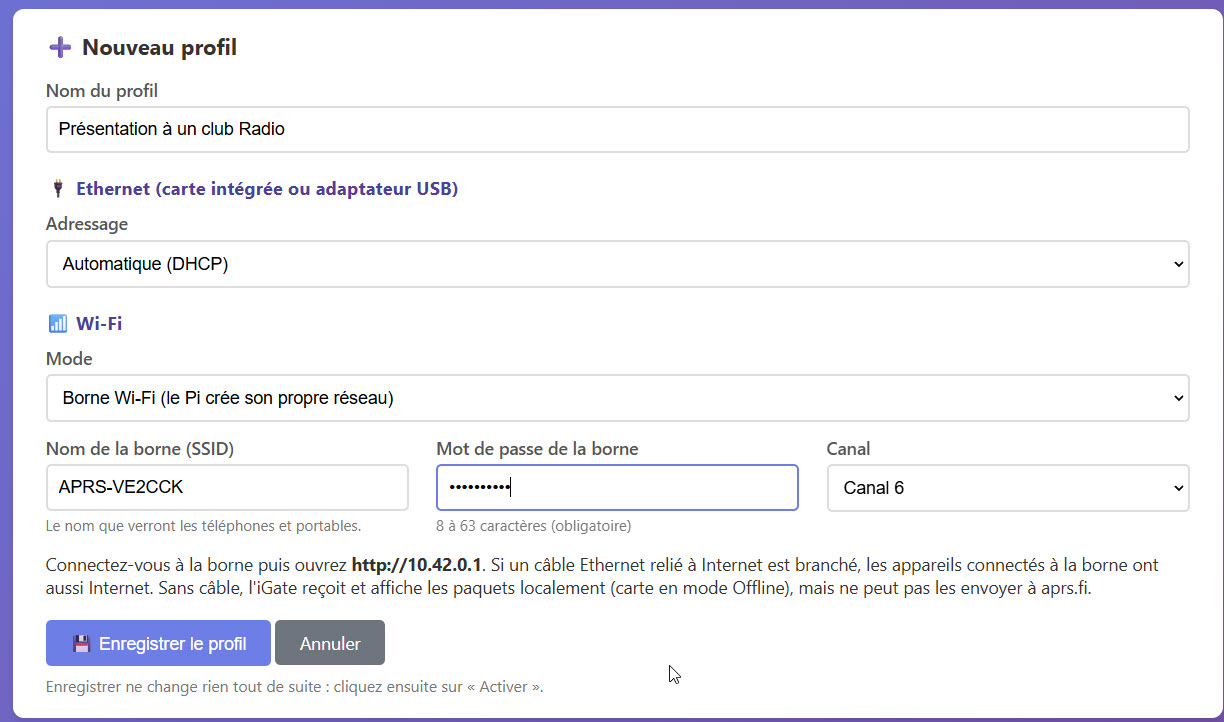 Nouveau profil
Nom du profil
Présentation à un club Radio
Ethernet (carte intégrée ou adaptateur USB)
Adressage
Automatique (DHCP)
Wi-Fi
Mode
Borne Wi-Fi (le Pi crée son propre réseau)
Nom de la borne (SSID)
Mot de passe de la borne
Canal
APRS-VE2CCK
••••••••••
Canal 6
Le nom que verront les téléphones et portables.
8 à 63 caractères (obligatoire)
Connectez-vous à la borne puis ouvrez http://10.42.0.1. Si un câble Ethernet relié à Internet est branché, les appareils connectés à la borne ont
aussi Internet. Sans câble, l'iGate reçoit et affiche les paquets localement (carte en mode Offline), mais ne peut pas les envoyer à aprs.fi.
Enregistrer le profil
Annuler
Enregistrer ne change rien tout de suite : cliquez ensuite sur « Activer ».